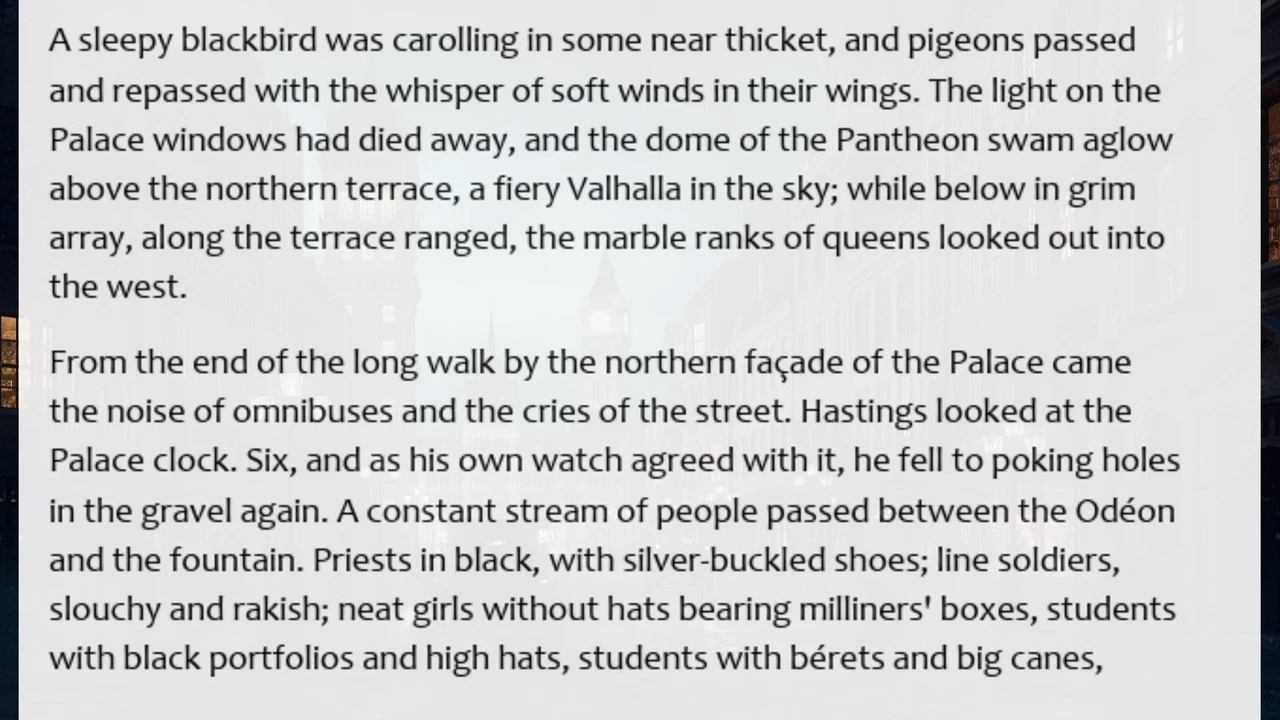 A sleepy blackbird was carolling in some near thicket, and pigeons passed
and repassed with the whisper of soft winds in their wings. The light on the
Palace windows had died away, and the dome of the Pantheon swam aglow
above the northern terrace, a fiery Valhalla in the sky; while below in grim
array, along the terrace ranged, the marble ranks of queens looked out into
the west.
From the end of the long walk by the northern façade of the Palace came
the noise of omnibuses and the cries of the street. Hastings looked at the
Palace clock. Six, and as his own watch agreed with it, he fell to poking holes
in the gravel again. A constant stream of people passed between the Odéon
and the fountain. Priests in black, with silver-buckled shoes; line soldiers,
slouchy and rakish; neat girls without hats bearing milliners' boxes, students
with black portfolios and high hats, students with bérets and big canes,